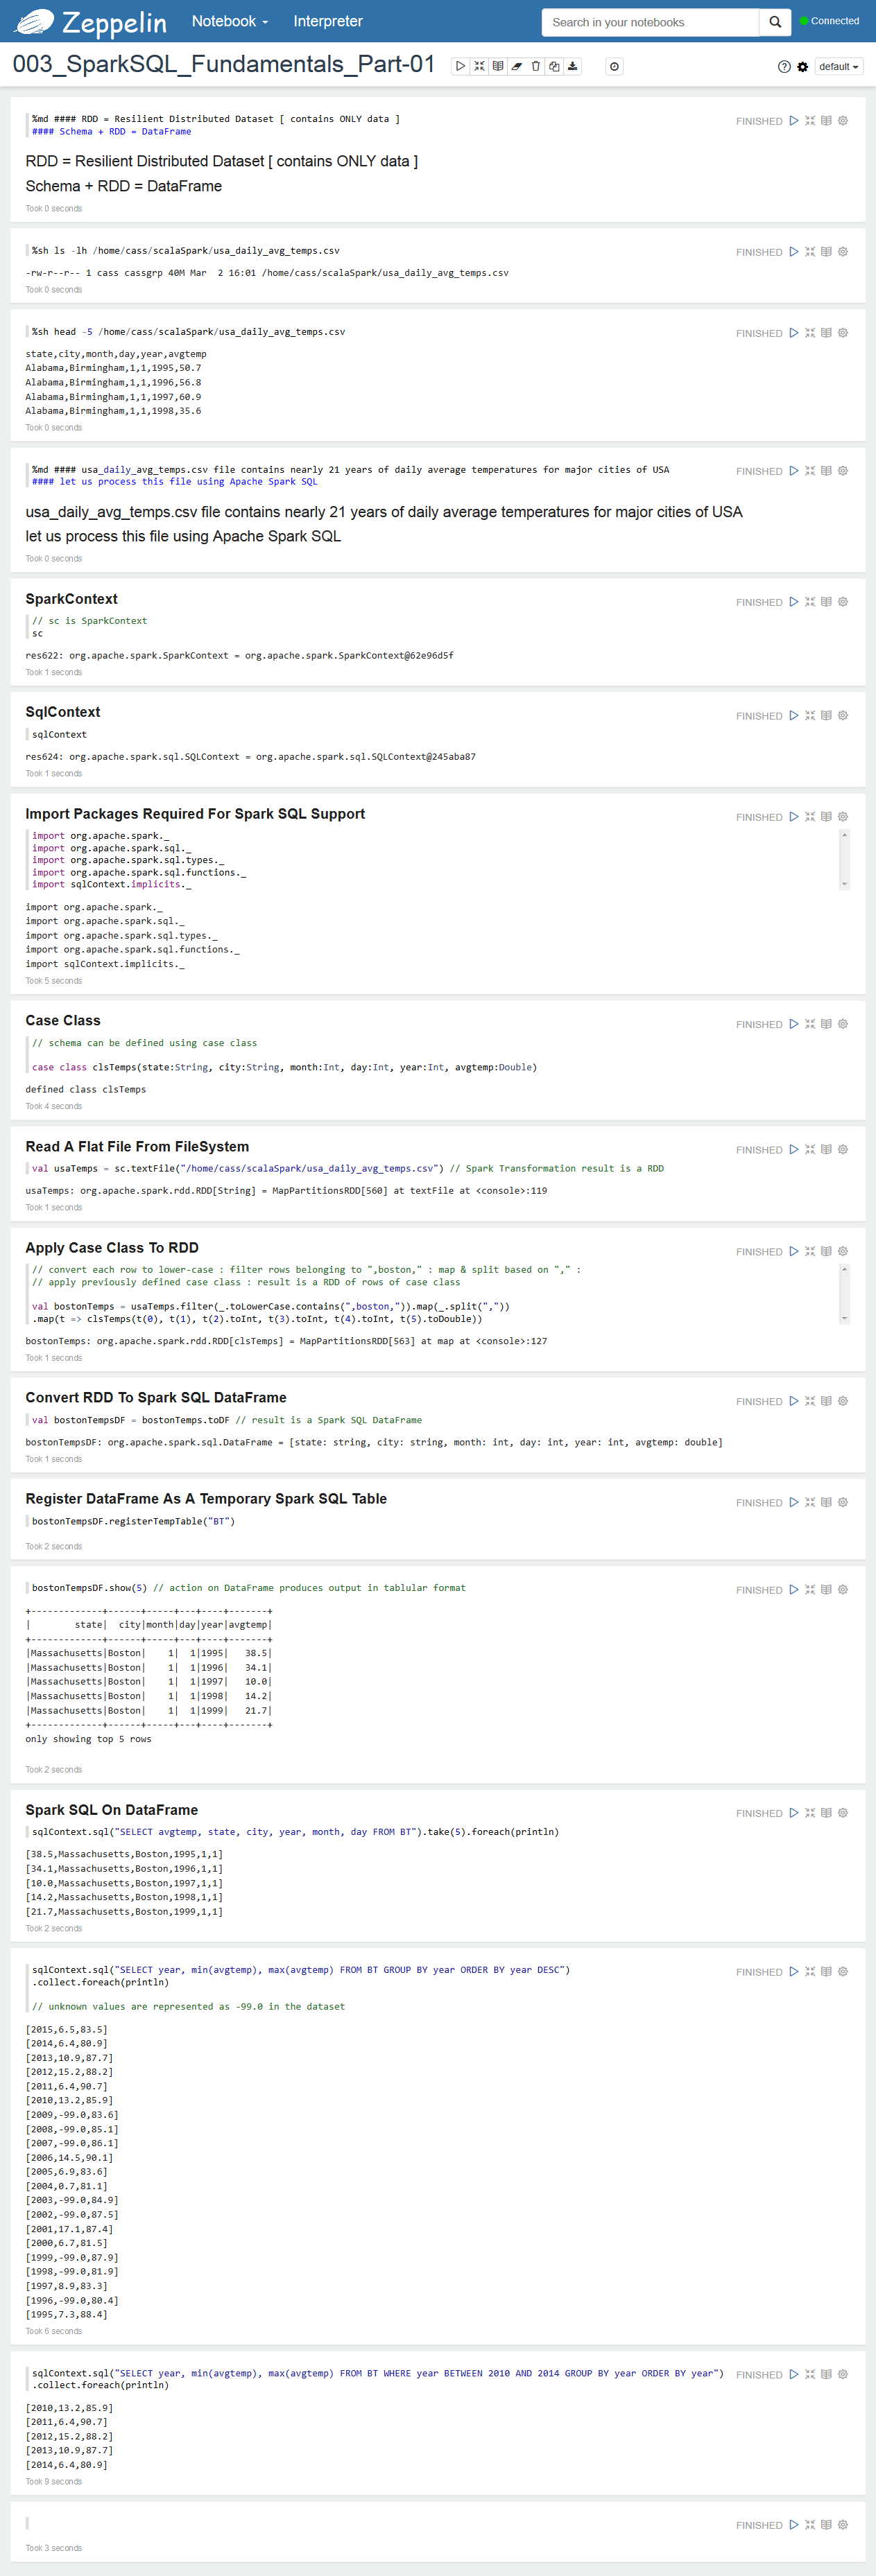 Zeppelin Notebook Interpreter Search in your notebooks Connected
003_SparkSQL_Fundamentals_Part-01 default
%md #### RDD = Resilient Distributed Dataset [ contains ONLY data ] FINISHED
#### Schema + RDD = DataFrame
RDD = Resilient Distributed Dataset [ contains ONLY data ]
Schema + RDD = DataFrame
Took 0 seconds
%sh ls -lh /home/cass/scalaSpark/usa_daily_avg_temps.csv FINISHED
-rw-r--r-- 1 cass cassgrp 40M Mar  2 16:01 /home/cass/scalaSpark/usa_daily_avg_temps.csv
Took 0 seconds
%sh head -5 /home/cass/scalaSpark/usa_daily_avg_temps.csv FINISHED
state,city,month,day,year,avgtemp
Alabama,Birmingham,1,1,1995,50.7
Alabama,Birmingham,1,1,1996,56.8
Alabama,Birmingham,1,1,1997,60.9
Alabama,Birmingham,1,1,1998,35.6
Took 0 seconds
%md #### usa_daily_avg_temps.csv file contains nearly 21 years of daily average temperatures for major cities of USA FINISHED
#### let us process this file using Apache Spark SQL
usa_daily_avg_temps.csv file contains nearly 21 years of daily average temperatures for major cities of USA
let us process this file using Apache Spark SQL
Took 0 seconds
SparkContext FINISHED
// sc is SparkContext
sc
res622: org.apache.spark.SparkContext = org.apache.spark.SparkContext@62e96d5f
Took 1 seconds
SqlContext FINISHED
sqlContext
res624: org.apache.spark.sql.SQLContext = org.apache.spark.sql.SQLContext@245aba87
Took 1 seconds
Import Packages Required For Spark SQL Support FINISHED
import org.apache.spark._
import org.apache.spark.sql._
import org.apache.spark.sql.types._
import org.apache.spark.sql.functions._
import sqlContext.implicits._
import org.apache.spark._
import org.apache.spark.sql._
import org.apache.spark.sql.types._
import org.apache.spark.sql.functions._
import sqlContext.implicits._
Took 5 seconds
Case Class FINISHED
// schema can be defined using case class
case class clsTemps(state:String, city:String, month:Int, day:Int, year:Int, avgtemp:Double)
defined class clsTemps
Took 4 seconds
Read A Flat File From FileSystem FINISHED
val usaTemps = sc.textFile("/home/cass/scalaSpark/usa_daily_avg_temps.csv") // Spark Transformation result is a RDD
usaTemps: org.apache.spark.rdd.RDD[String] = MapPartitionsRDD[560] at textFile at <console>:119
Took 1 seconds
Apply Case Class To RDD FINISHED
// convert each row to lower-case : filter rows belonging to ",boston," : map & split based on "," :
// apply previously defined case class : result is a RDD of rows of case class
val bostonTemps = usaTemps.filter(_.toLowerCase.contains(",boston,")).map(_.split(","))
.map(t => clsTemps(t(0), t(1), t(2).toInt, t(3).toInt, t(4).toInt, t(5).toDouble))
bostonTemps: org.apache.spark.rdd.RDD[clsTemps] = MapPartitionsRDD[563] at map at <console>:127
Took 1 seconds
Convert RDD To Spark SQL DataFrame FINISHED
val bostonTempsDF = bostonTemps.toDF // result is a Spark SQL DataFrame
bostonTempsDF: org.apache.spark.sql.DataFrame = [state: string, city: string, month: int, day: int, year: int, avgtemp: double]
Took 1 seconds
Register DataFrame As A Temporary Spark SQL Table FINISHED
bostonTempsDF.registerTempTable("BT")
Took 2 seconds
bostonTempsDF.show(5) // action on DataFrame produces output in tablular format FINISHED
+-------------+------+-----+---+----+-------+
|        state|  city|month|day|year|avgtemp|
+-------------+------+-----+---+----+-------+
|Massachusetts|Boston|    1|  1|1995|   38.5|
|Massachusetts|Boston|    1|  1|1996|   34.1|
|Massachusetts|Boston|    1|  1|1997|   10.0|
|Massachusetts|Boston|    1|  1|1998|   14.2|
|Massachusetts|Boston|    1|  1|1999|   21.7|
+-------------+------+-----+---+----+-------+
only showing top 5 rows
Took 2 seconds
Spark SQL On DataFrame FINISHED
sqlContext.sql("SELECT avgtemp, state, city, year, month, day FROM BT").take(5).foreach(println)
[38.5,Massachusetts,Boston,1995,1,1]
[34.1,Massachusetts,Boston,1996,1,1]
[10.0,Massachusetts,Boston,1997,1,1]
[14.2,Massachusetts,Boston,1998,1,1]
[21.7,Massachusetts,Boston,1999,1,1]
Took 2 seconds
sqlContext.sql("SELECT year, min(avgtemp), max(avgtemp) FROM BT GROUP BY year ORDER BY year DESC") FINISHED
.collect.foreach(println)
// unknown values are represented as -99.0 in the dataset
[2015,6.5,83.5]
[2014,6.4,80.9]
[2013,10.9,87.7]
[2012,15.2,88.2]
[2011,6.4,90.7]
[2010,13.2,85.9]
[2009,-99.0,83.6]
[2008,-99.0,85.1]
[2007,-99.0,86.1]
[2006,14.5,90.1]
[2005,6.9,83.6]
[2004,0.7,81.1]
[2003,-99.0,84.9]
[2002,-99.0,87.5]
[2001,17.1,87.4]
[2000,6.7,81.5]
[1999,-99.0,87.9]
[1998,-99.0,81.9]
[1997,8.9,83.3]
[1996,-99.0,80.4]
[1995,7.3,88.4]
Took 6 seconds
sqlContext.sql("SELECT year, min(avgtemp), max(avgtemp) FROM BT WHERE year BETWEEN 2010 AND 2014 GROUP BY year ORDER BY year") FINISHED
.collect.foreach(println)
[2010,13.2,85.9]
[2011,6.4,90.7]
[2012,15.2,88.2]
[2013,10.9,87.7]
[2014,6.4,80.9]
Took 9 seconds
FINISHED
Took 3 seconds